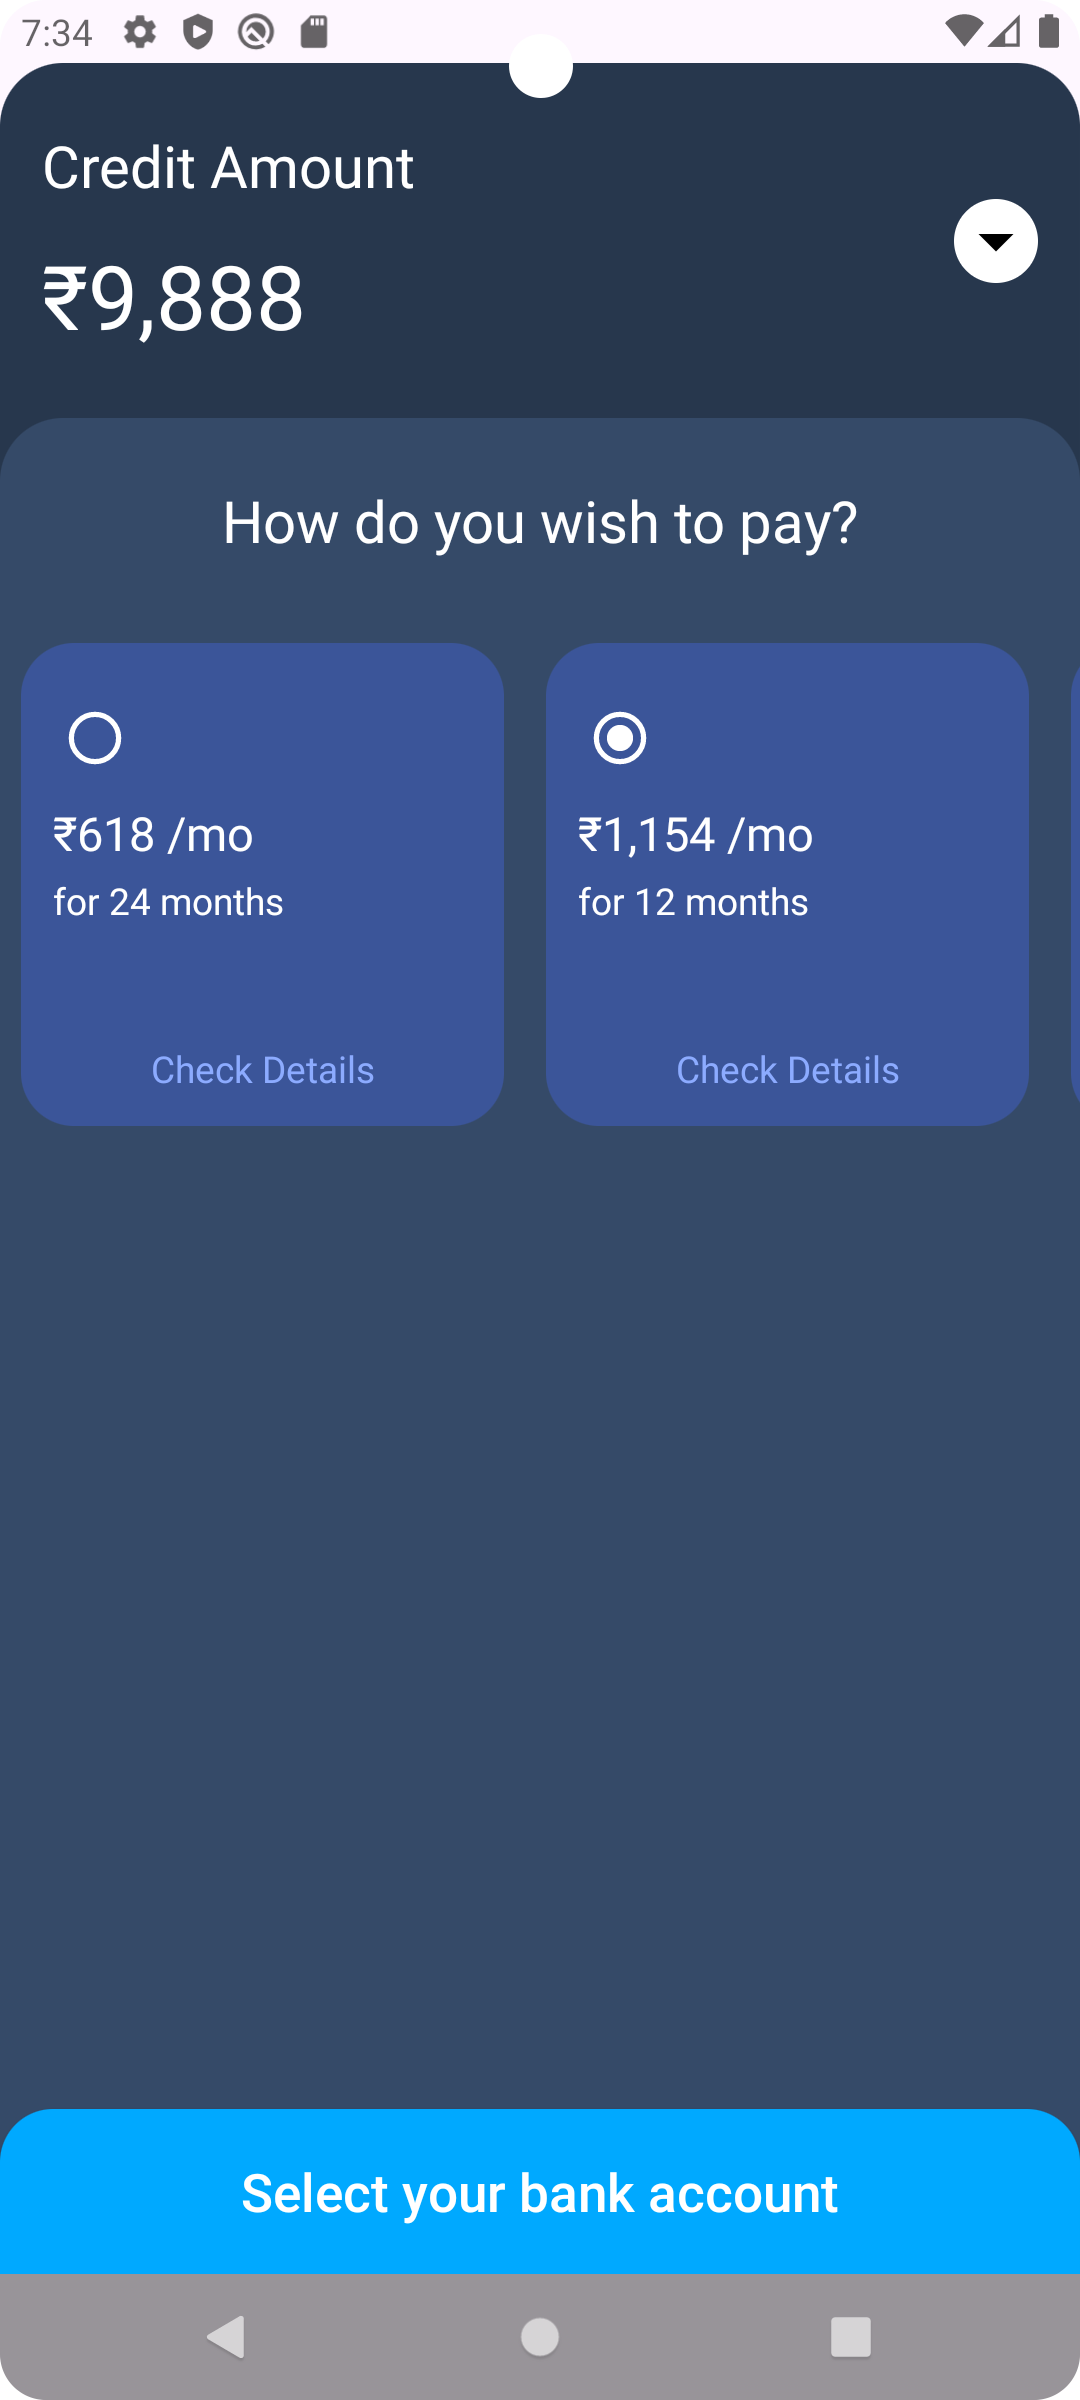 7:34
Credit Amount
₹9,888
How do you wish to pay?
₹618 /mo
for 24 months
Check Details
₹1,154 /mo
for 12 months
Check Details
Select your bank account